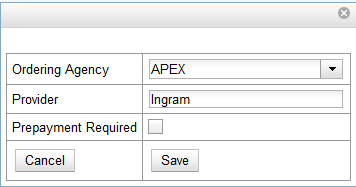 Ordering Agency APEX
Provider Ingram
Prepayment Required
Cancel Save